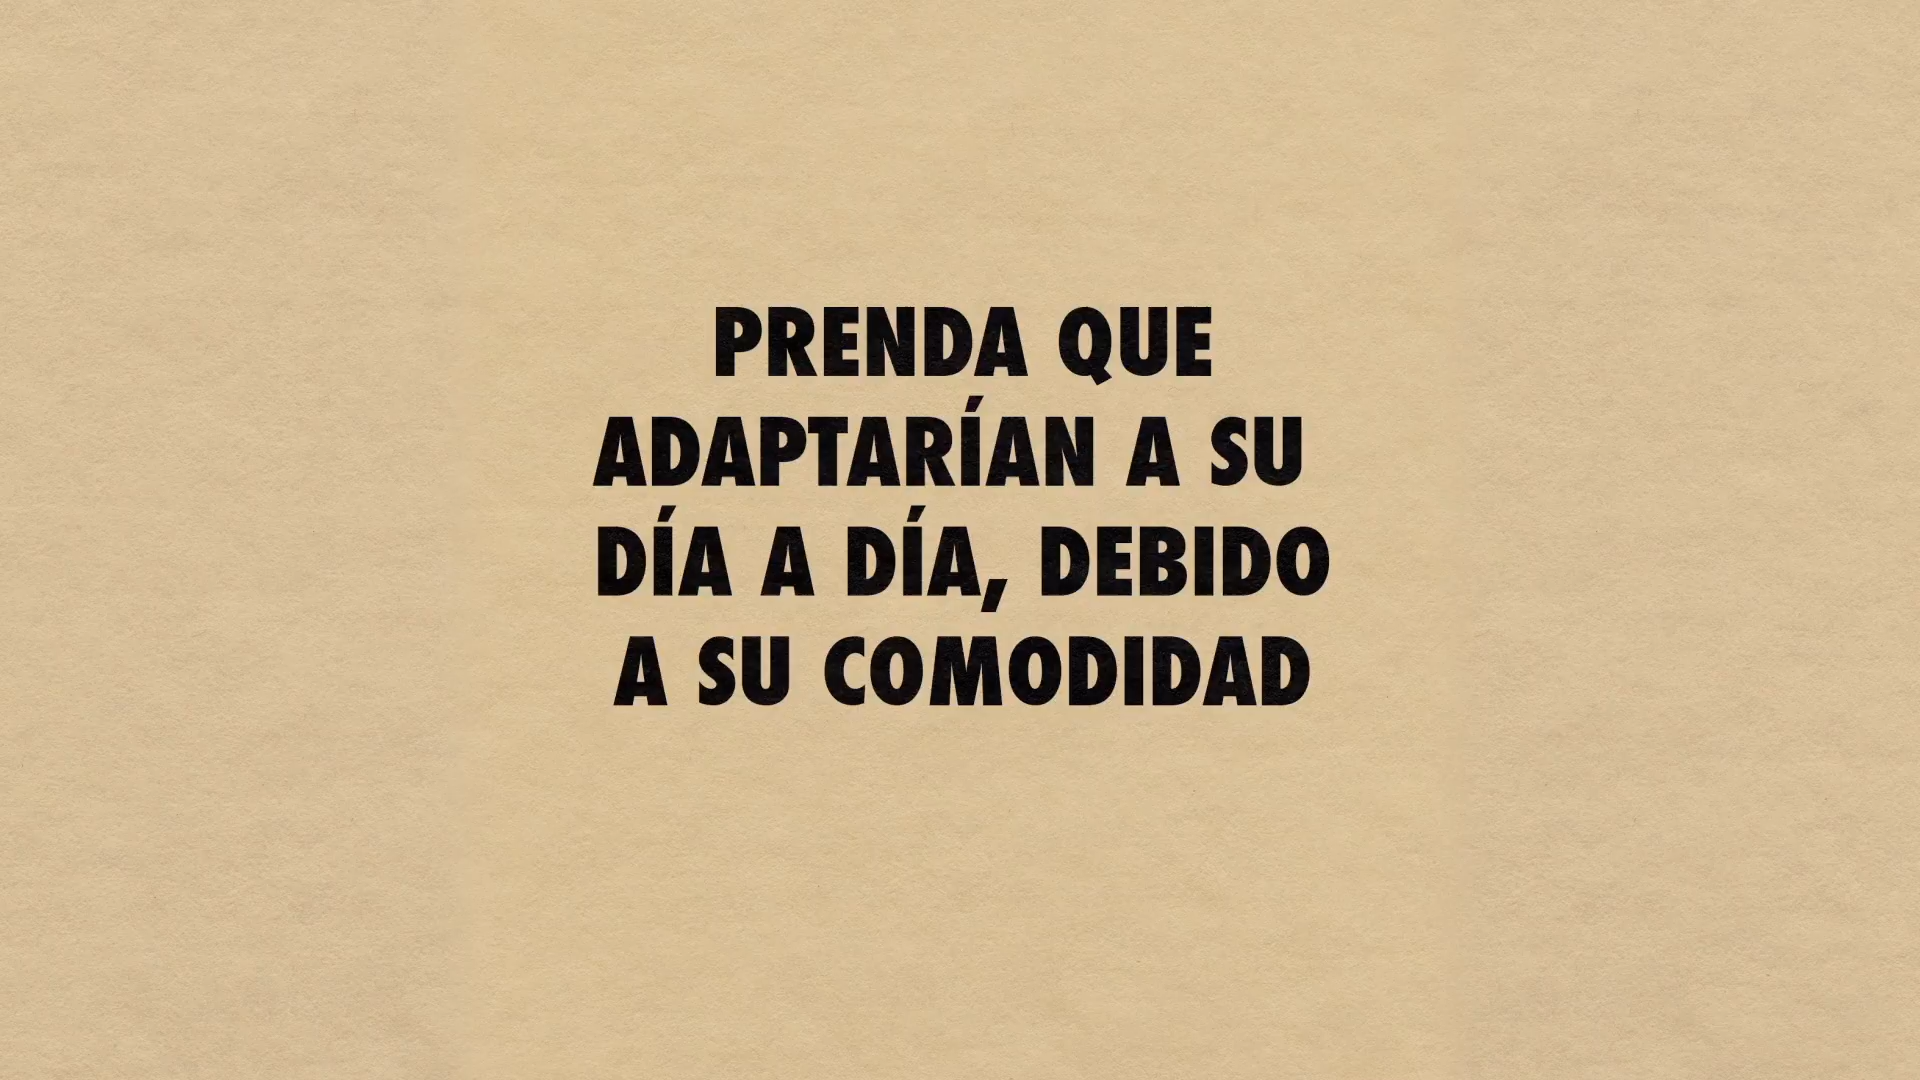 PRENDA QUE
ADAPTARÍAN A SU
DÍA A DÍA, DEBIDO
A SU COMODIDAD